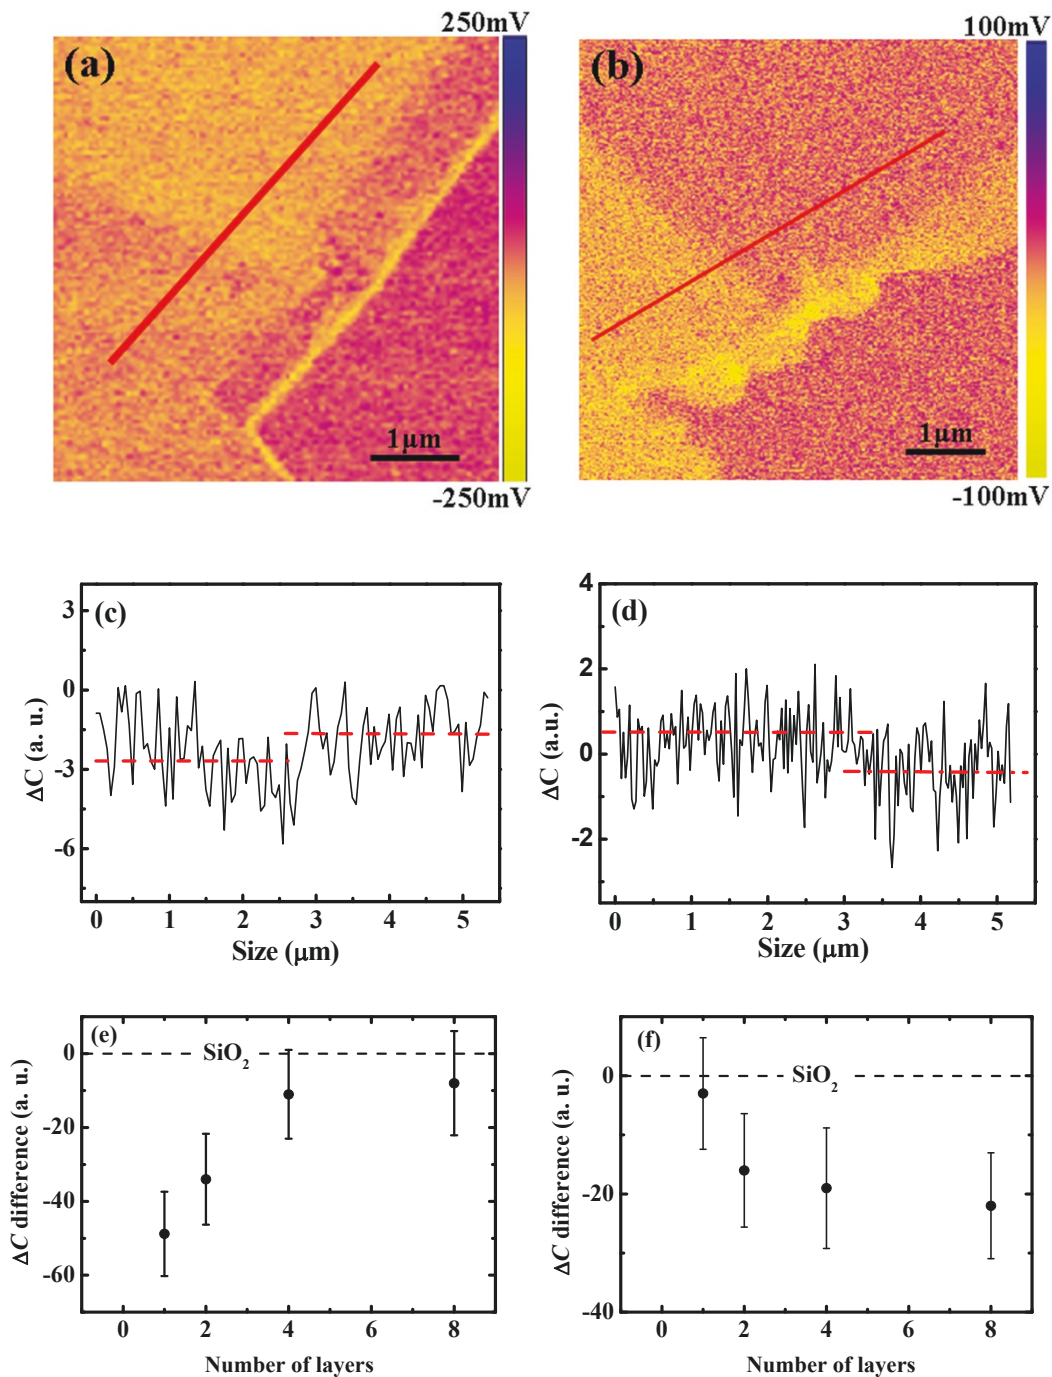 250mV
(a)
1µm
-250mV
100mV
(b)
1µm
-100mV
(c)
3
0
-3
-6
ΔC (a. u.)
0 1 2 3 4 5
Size (µm)
(d)
4
2
0
-2
ΔC (a.u.)
0 1 2 3 4 5
Size (µm)
(e)
0
-20
-40
-60
SiO₂
ΔC difference (a. u.)
0 2 4 6 8
Number of layers
(f)
0
-20
-40
SiO₂
ΔC difference (a. u.)
0 2 4 6 8
Number of layers